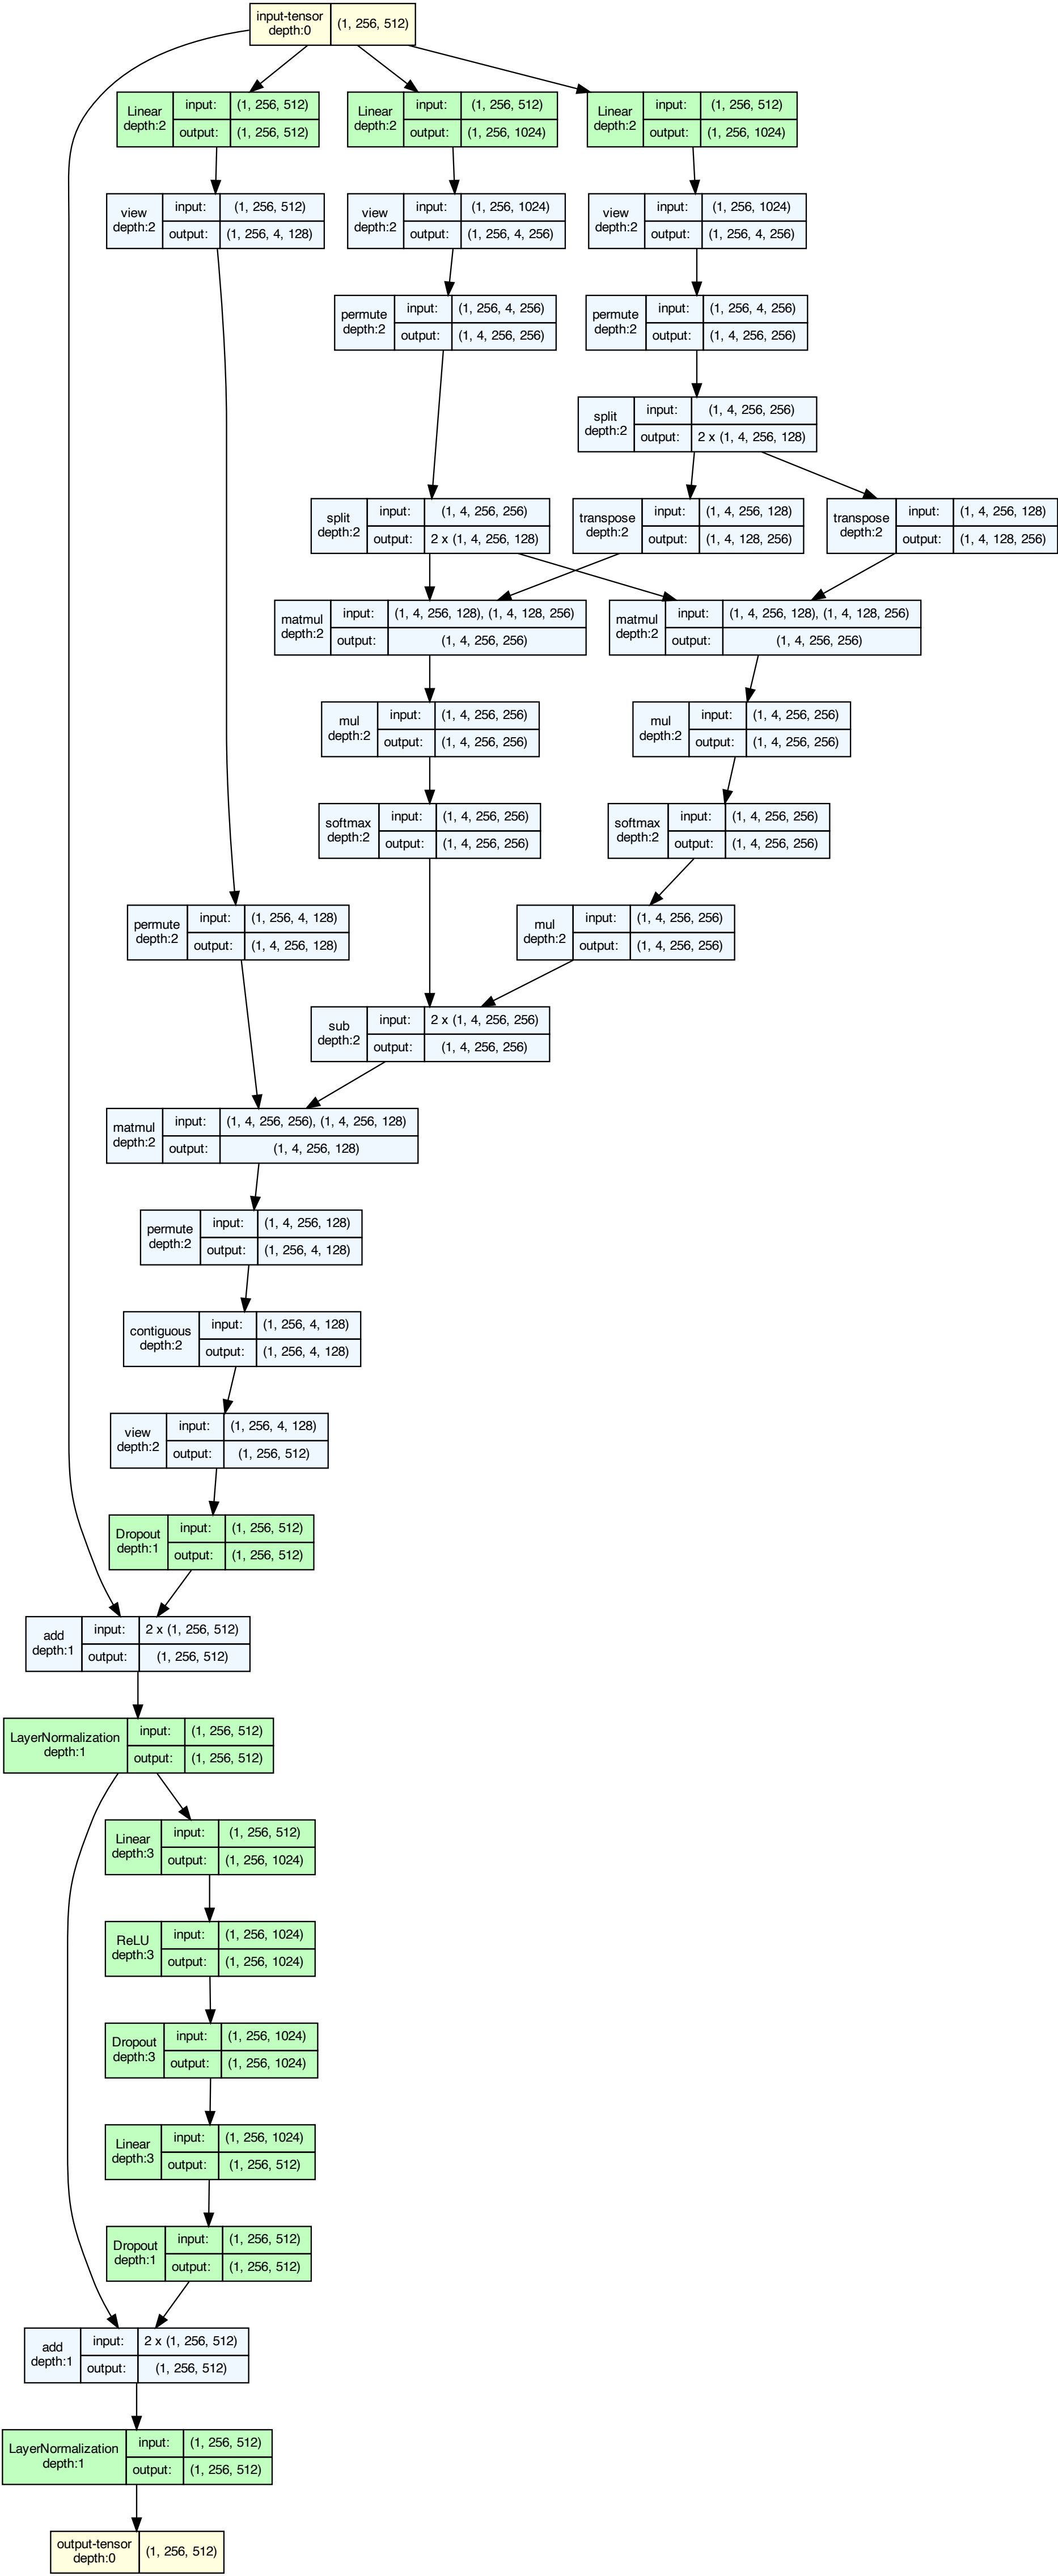 input-tensor
depth:0
(1, 256, 512)
Linear
depth:2
input:
(1, 256, 512)
output:
(1, 256, 512)
Linear
depth:2
input:
(1, 256, 512)
output:
(1, 256, 1024)
Linear
depth:2
input:
(1, 256, 512)
output:
(1, 256, 1024)
view
depth:2
input:
(1, 256, 512)
output:
(1, 256, 4, 128)
view
depth:2
input:
(1, 256, 1024)
output:
(1, 256, 4, 256)
view
depth:2
input:
(1, 256, 1024)
output:
(1, 256, 4, 256)
permute
depth:2
input:
(1, 256, 4, 256)
output:
(1, 4, 256, 256)
permute
depth:2
input:
(1, 256, 4, 256)
output:
(1, 4, 256, 256)
split
depth:2
input:
(1, 4, 256, 256)
output:
2 x (1, 4, 256, 128)
split
depth:2
input:
(1, 4, 256, 256)
output:
2 x (1, 4, 256, 128)
transpose
depth:2
input:
(1, 4, 256, 128)
output:
(1, 4, 128, 256)
transpose
depth:2
input:
(1, 4, 256, 128)
output:
(1, 4, 128, 256)
matmul
depth:2
input:
(1, 4, 256, 128), (1, 4, 128, 256)
output:
(1, 4, 256, 256)
matmul
depth:2
input:
(1, 4, 256, 128), (1, 4, 128, 256)
output:
(1, 4, 256, 256)
mul
depth:2
input:
(1, 4, 256, 256)
output:
(1, 4, 256, 256)
mul
depth:2
input:
(1, 4, 256, 256)
output:
(1, 4, 256, 256)
softmax
depth:2
input:
(1, 4, 256, 256)
output:
(1, 4, 256, 256)
softmax
depth:2
input:
(1, 4, 256, 256)
output:
(1, 4, 256, 256)
permute
depth:2
input:
(1, 256, 4, 128)
output:
(1, 4, 256, 128)
mul
depth:2
input:
(1, 4, 256, 256)
output:
(1, 4, 256, 256)
sub
depth:2
input:
2 x (1, 4, 256, 256)
output:
(1, 4, 256, 256)
matmul
depth:2
input:
(1, 4, 256, 256), (1, 4, 256, 128)
output:
(1, 4, 256, 128)
permute
depth:2
input:
(1, 4, 256, 128)
output:
(1, 256, 4, 128)
contiguous
depth:2
input:
(1, 256, 4, 128)
output:
(1, 256, 4, 128)
view
depth:2
input:
(1, 256, 4, 128)
output:
(1, 256, 512)
Dropout
depth:1
input:
(1, 256, 512)
output:
(1, 256, 512)
add
depth:1
input:
2 x (1, 256, 512)
output:
(1, 256, 512)
LayerNormalization
depth:1
input:
(1, 256, 512)
output:
(1, 256, 512)
Linear
depth:3
input:
(1, 256, 512)
output:
(1, 256, 1024)
ReLU
depth:3
input:
(1, 256, 1024)
output:
(1, 256, 1024)
Dropout
depth:3
input:
(1, 256, 1024)
output:
(1, 256, 1024)
Linear
depth:3
input:
(1, 256, 1024)
output:
(1, 256, 512)
Dropout
depth:1
input:
(1, 256, 512)
output:
(1, 256, 512)
add
depth:1
input:
2 x (1, 256, 512)
output:
(1, 256, 512)
LayerNormalization
depth:1
input:
(1, 256, 512)
output:
(1, 256, 512)
output-tensor
depth:0
(1, 256, 512)